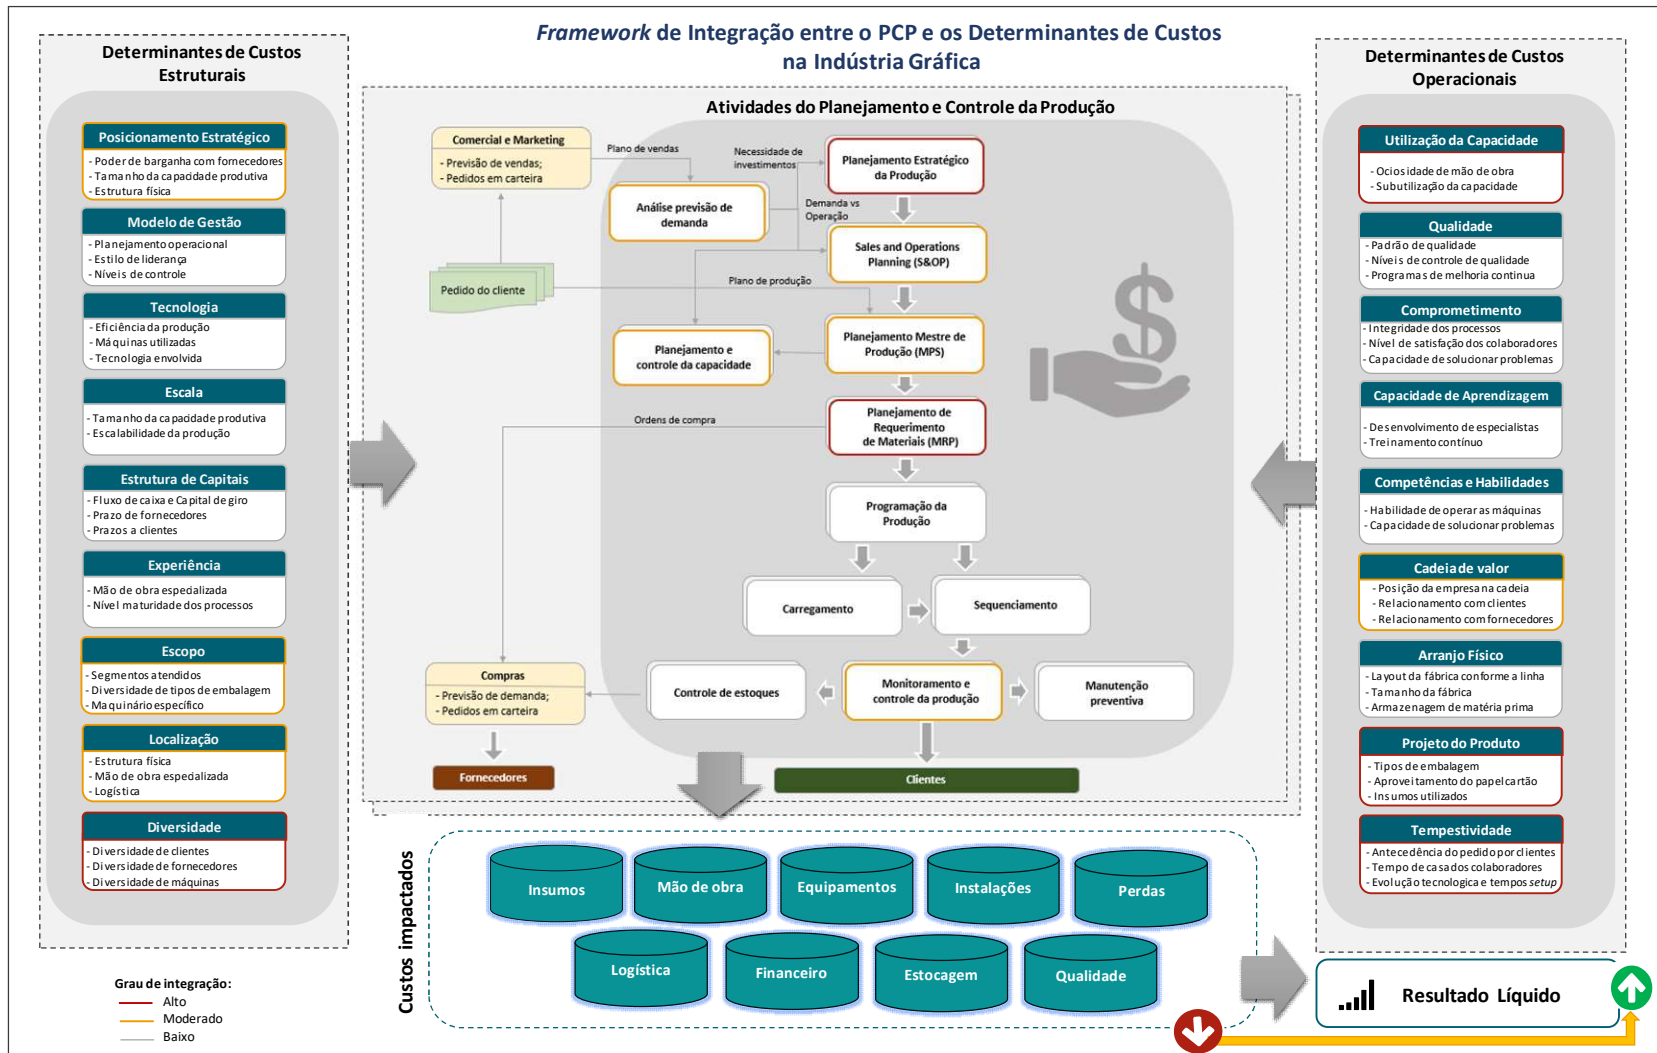 Framework de Integração entre o PCP e os Determinantes de Custos
na Indústria Gráfica
Determinantes de Custos
Estruturais
Posicionamento Estratégico
- Poder de barganha com fornecedores
- Tamanho da capacidade produtiva
- Estrutura física
Modelo de Gestão
- Planejamento operacional
- Estilo de liderança
- Níveis de controle
Tecnologia
- Eficiência da produção
- Máquinas utilizadas
- Tecnologia envolvida
Escala
- Tamanho da capacidade produtiva
- Escalabilidade da produção
Estrutura de Capitais
- Fluxo de caixa e Capital de giro
- Prazo de fornecedores
- Prazos a clientes
Experiência
- Mão de obra especializada
- Nível maturidade dos processos
Escopo
- Segmentos atendidos
- Diversidade de tipos de embalagem
- Maquinário específico
Localização
- Estrutura física
- Mão de obra especializada
- Logística
Diversidade
- Diversidade de clientes
- Diversidade de fornecedores
- Diversidade de máquinas
Grau de integração:
Alto
Moderado
Baixo
Atividades do Planejamento e Controle da Produção
Comercial e Marketing
- Previsão de vendas;
- Pedidos em carteira
Plano de vendas
Necessidade de
investimentos
Planejamento Estratégico
da Produção
Análise previsão de
demanda
Demanda vs
Operação
Sales and Operations
Planning (S&OP)
Pedido do cliente
Plano de produção
Planejamento e
controle da capacidade
Planejamento Mestre de
Produção (MPS)
Ordens de compra
Planejamento de
Requerimento
de Materiais (MRP)
Programação da
Produção
Carregamento
Sequenciamento
Compras
- Previsão de demanda;
- Pedidos em carteira
Controle de estoques
Monitoramento e
controle da produção
Manutenção
preventiva
Fornecedores
Clientes
Custos impactados
Insumos
Mão de obra
Equipamentos
Instalações
Perdas
Logística
Financeiro
Estocagem
Qualidade
Determinantes de Custos
Operacionais
Utilização da Capacidade
- Ociosidade de mão de obra
- Subutilização da capacidade
Qualidade
- Padrão de qualidade
- Níveis de controle de qualidade
- Programas de melhoria continua
Comprometimento
- Integridade dos processos
- Nível de satisfação dos colaboradores
- Capacidade de solucionar problemas
Capacidade de Aprendizagem
- Desenvolvimento de especialistas
- Treinamento contínuo
Competências e Habilidades
- Habilidade de operar as máquinas
- Capacidade de solucionar problemas
Cadeia de valor
- Posição da empresa na cadeia
- Relacionamento com clientes
- Relacionamento com fornecedores
Arranjo Físico
- Layout da fábrica conforme a linha
- Tamanho da fábrica
- Armazenagem de matéria prima
Projeto do Produto
- Tipos de embalagem
- Aproveitamento do papel cartão
- Insumos utilizados
Tempestividade
- Antecedência do pedido por clientes
- Tempo de casa dos colaboradores
- Evolução tecnologica e tempos setup
Resultado Líquido